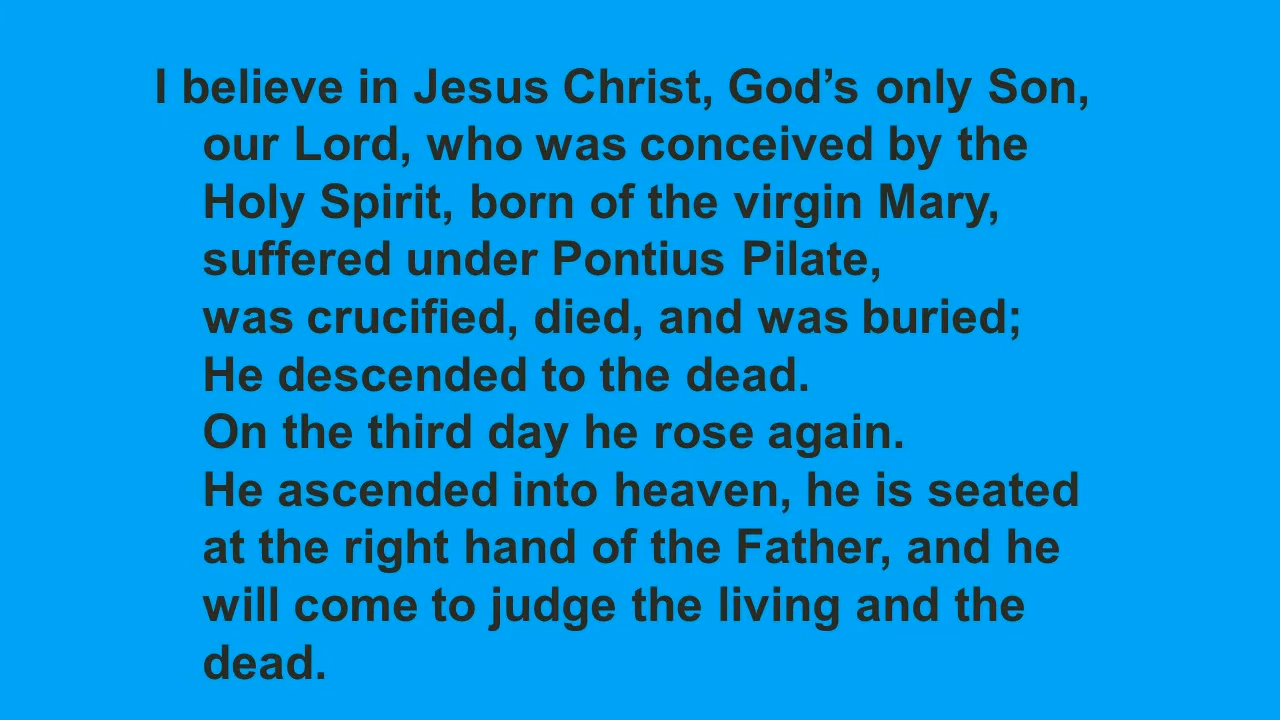 I believe in Jesus Christ, God’s only Son,
our Lord, who was conceived by the
Holy Spirit, born of the virgin Mary,
suffered under Pontius Pilate,
was crucified, died, and was buried;
He descended to the dead.
On the third day he rose again.
He ascended into heaven, he is seated
at the right hand of the Father, and he
will come to judge the living and the
dead.